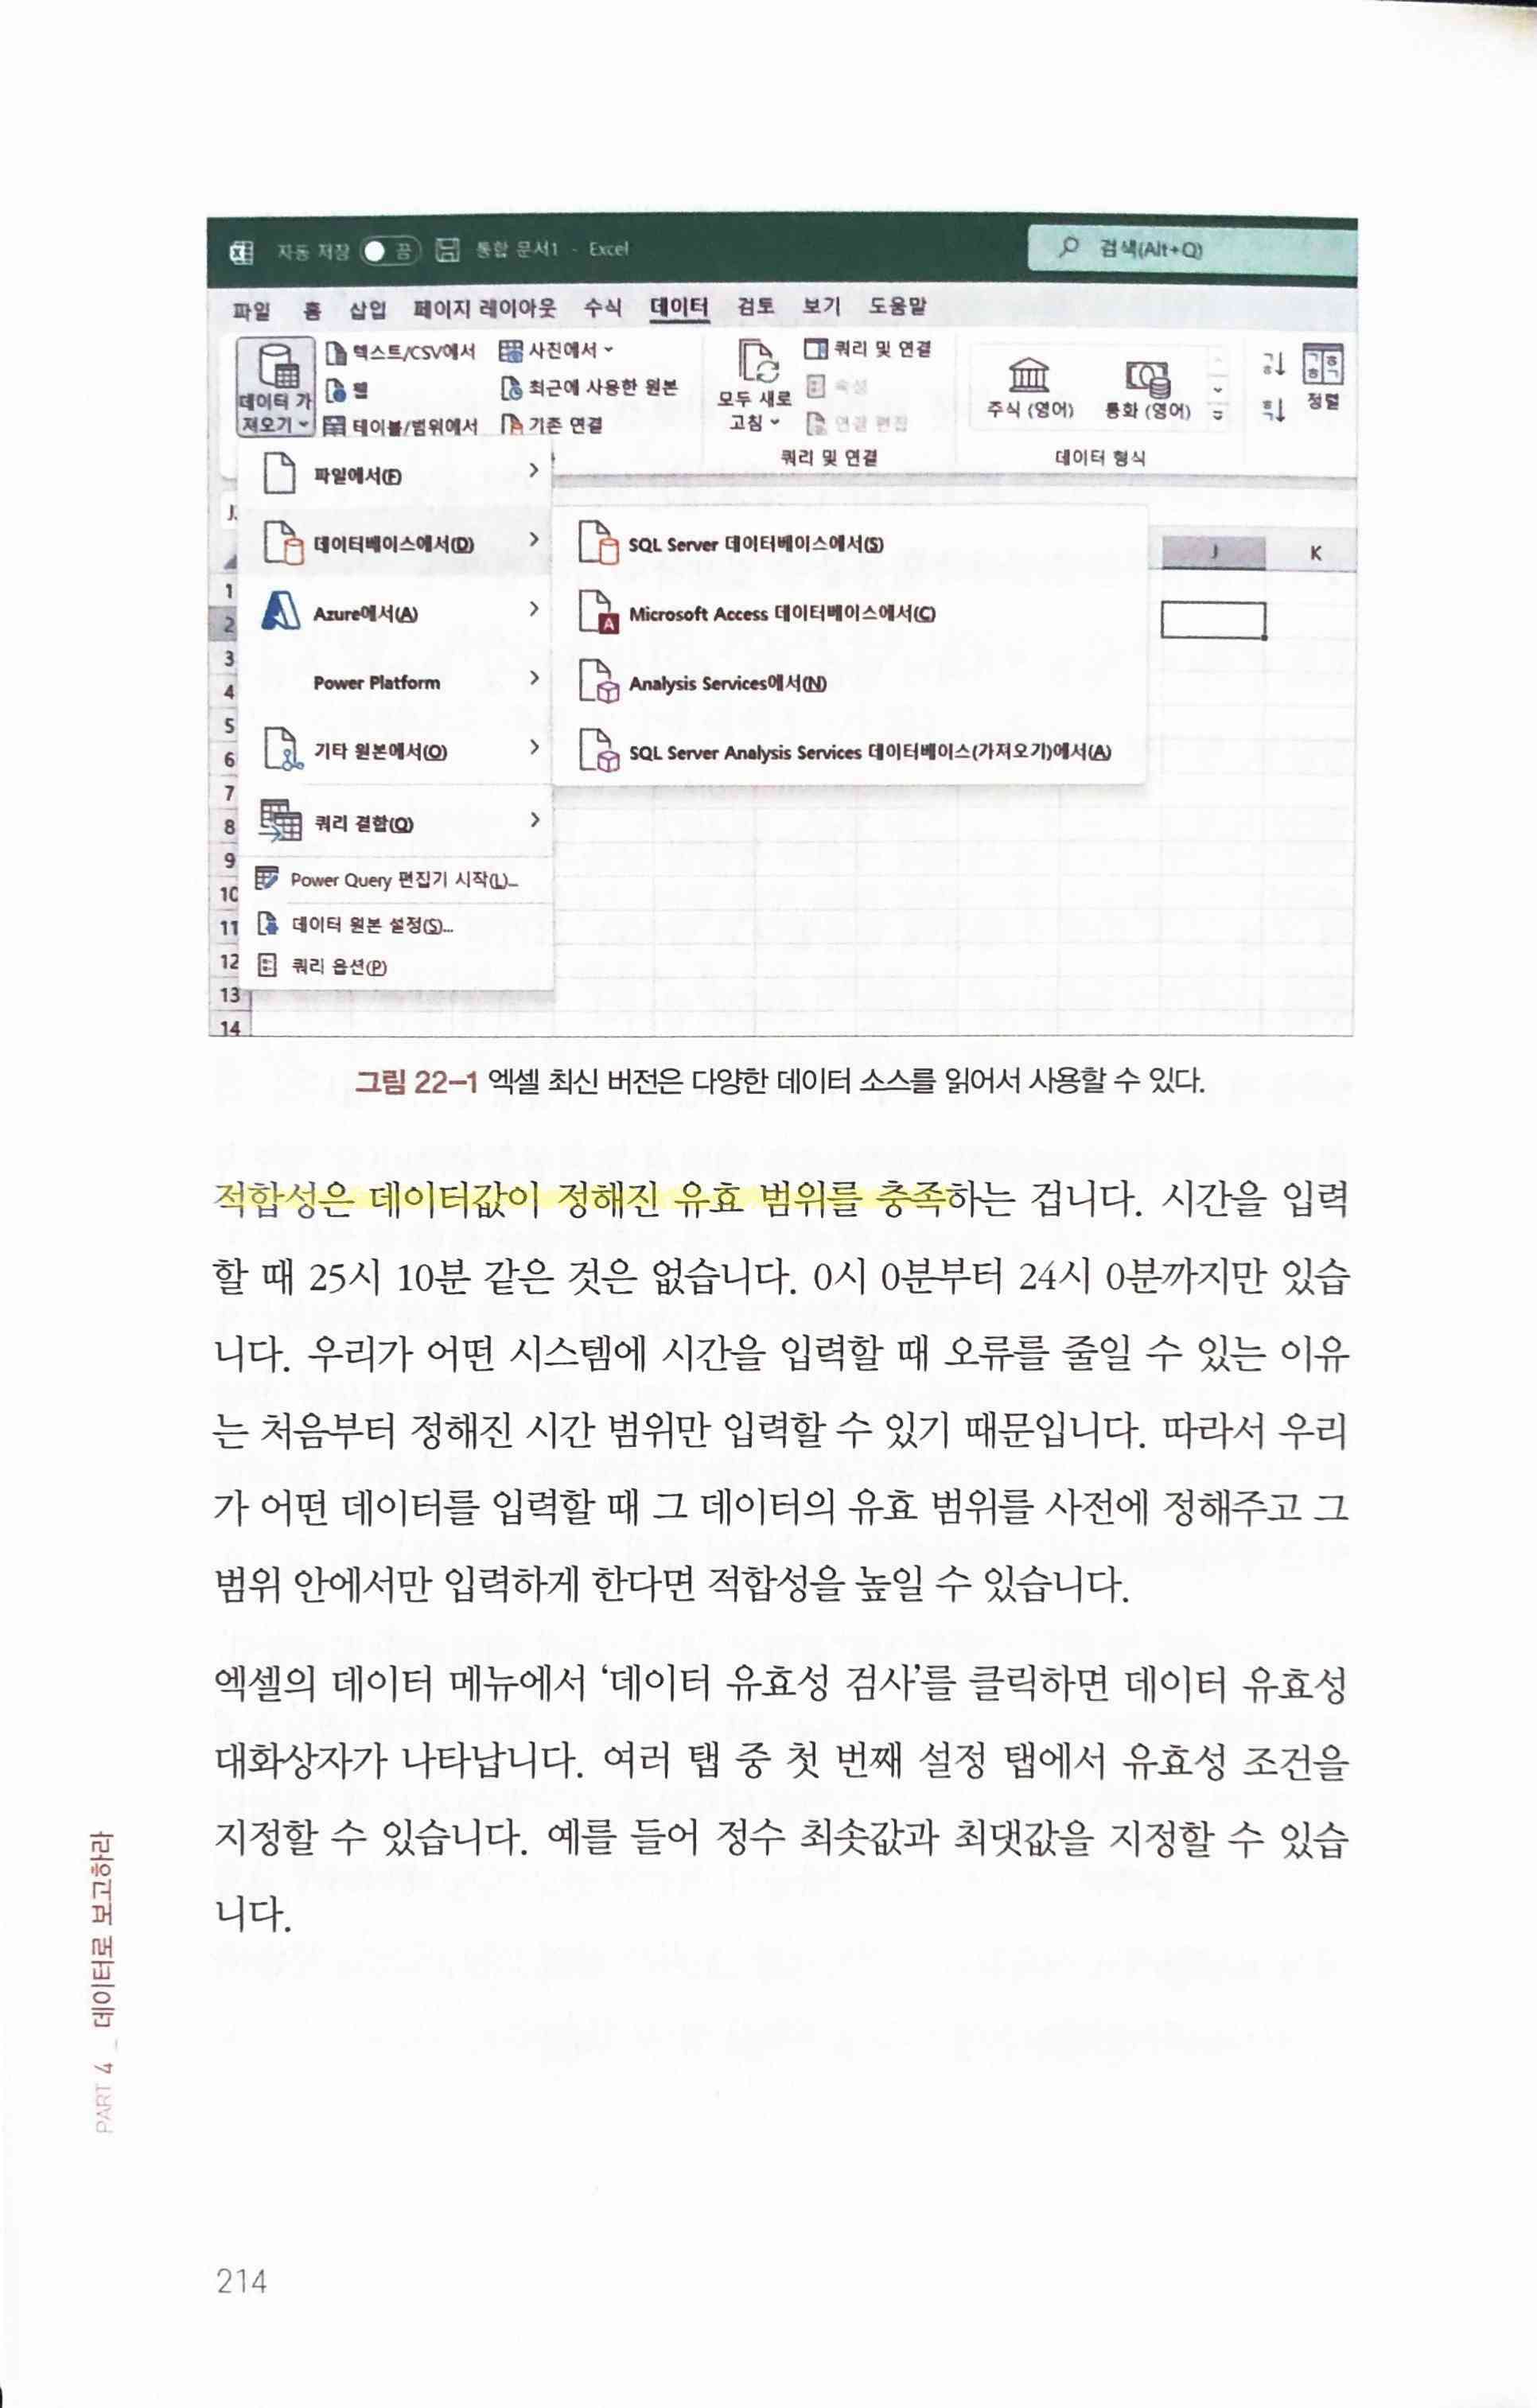 자동 저장 끔 통합 문서1 - Excel 검색(Alt+Q)
파일 홈 삽입 페이지 레이아웃 수식 데이터 검토 보기 도움말
데이터 가져오기
텍스트/CSV에서
웹
테이블/범위에서
사진에서
최근에 사용한 원본
기존 연결
모두 새로 고침
쿼리 및 연결
속성
연결 편집
쿼리 및 연결
주식 (영어) 통화 (영어)
데이터 형식
정렬
파일에서(F)
데이터베이스에서(D)
Azure에서(A)
Power Platform
기타 원본에서(O)
쿼리 결합(Q)
Power Query 편집기 시작(L)...
데이터 원본 설정(S)...
쿼리 옵션(P)
SQL Server 데이터베이스에서(S)
Microsoft Access 데이터베이스에서(C)
Analysis Services에서(N)
SQL Server Analysis Services 데이터베이스(가져오기)에서(A)
J K
1
2
3
4
5
6
7
8
9
10
11
12
13
14
그림 22-1 엑셀 최신 버전은 다양한 데이터 소스를 읽어서 사용할 수 있다.
적합성은 데이터값이 정해진 유효 범위를 충족하는 겁니다. 시간을 입력
할 때 25시 10분 같은 것은 없습니다. 0시 0분부터 24시 0분까지만 있습
니다. 우리가 어떤 시스템에 시간을 입력할 때 오류를 줄일 수 있는 이유
는 처음부터 정해진 시간 범위만 입력할 수 있기 때문입니다. 따라서 우리
가 어떤 데이터를 입력할 때 그 데이터의 유효 범위를 사전에 정해주고 그
범위 안에서만 입력하게 한다면 적합성을 높일 수 있습니다.
엑셀의 데이터 메뉴에서 ‘데이터 유효성 검사’를 클릭하면 데이터 유효성
대화상자가 나타납니다. 여러 탭 중 첫 번째 설정 탭에서 유효성 조건을
지정할 수 있습니다. 예를 들어 정수 최솟값과 최댓값을 지정할 수 있습
니다.
PART 4 _ 데이터로 보고하라
214